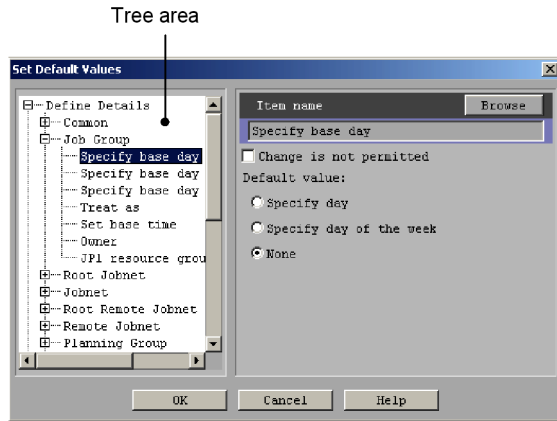 Tree area
Set Default Values
Define Details
Common
Job Group
Specify base day
Specify base day
Specify base day
Treat as
Set base time
Owner
JP1 resource grou
Root Jobnet
Jobnet
Root Remote Jobnet
Remote Jobnet
Planning Group
Item name
Browse
Specify base day
Change is not permitted
Default value:
Specify day
Specify day of the week
None
OK
Cancel
Help